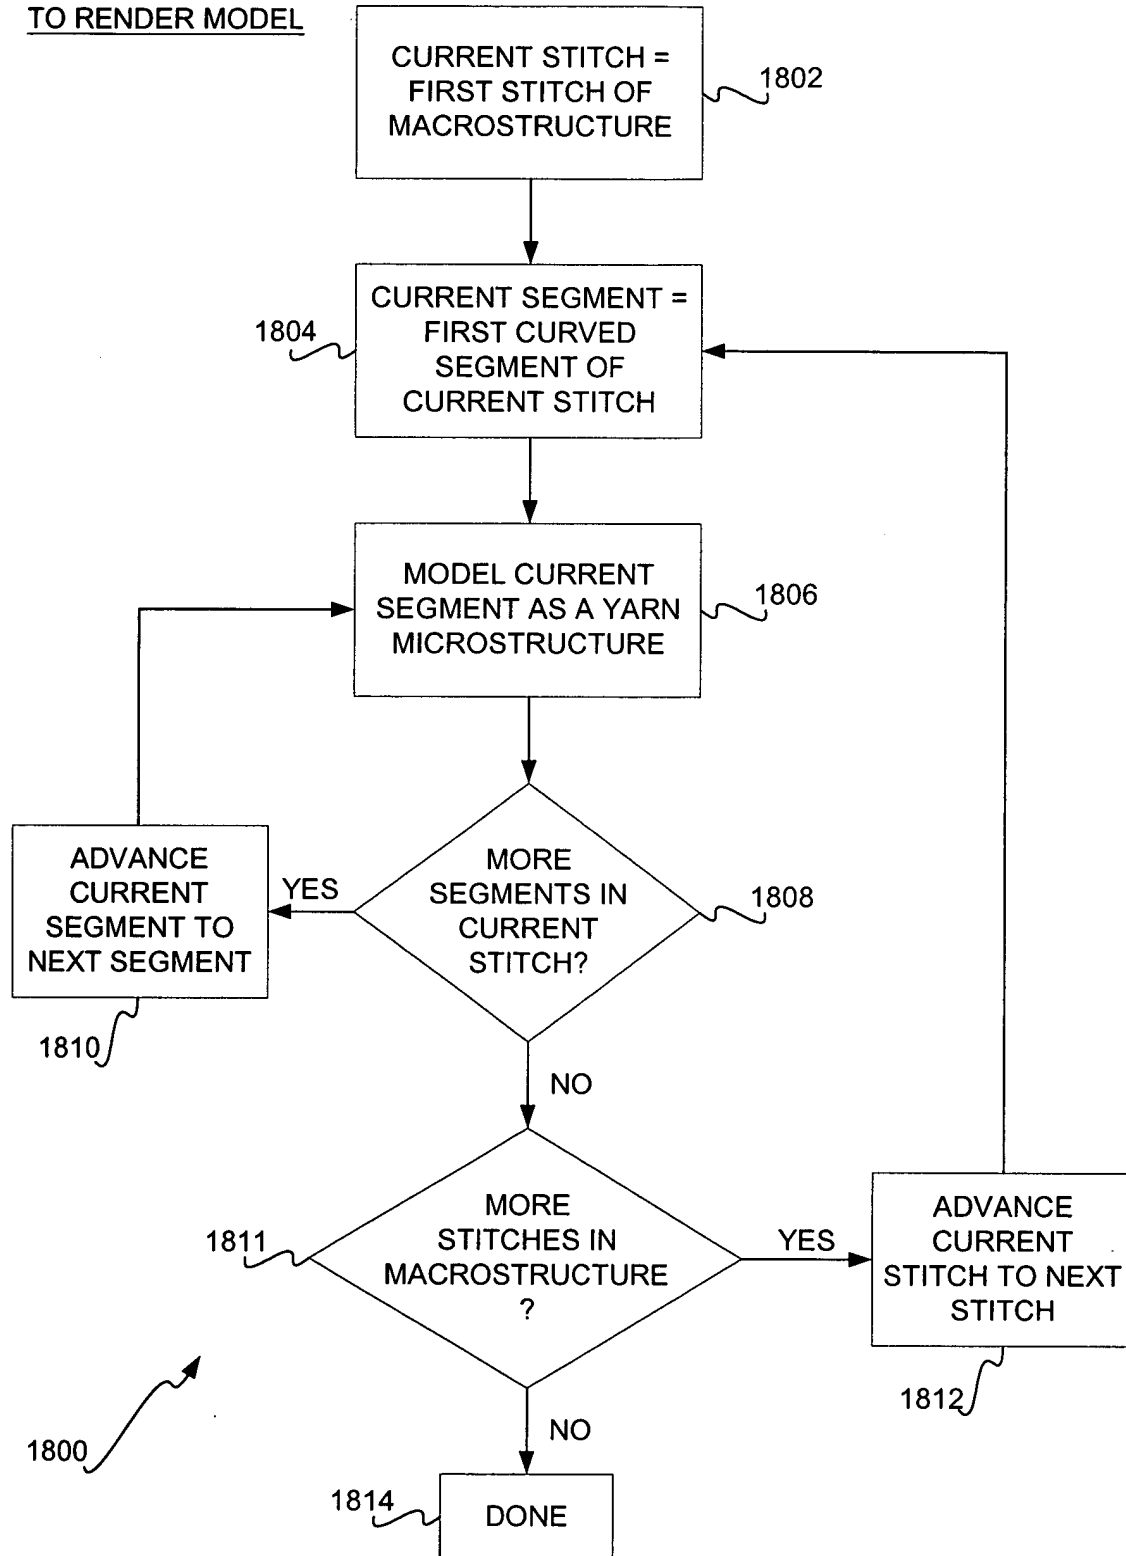 TO RENDER MODEL
CURRENT STITCH =
FIRST STITCH OF
MACROSTRUCTURE
1802
CURRENT SEGMENT =
FIRST CURVED
SEGMENT OF
CURRENT STITCH
1804
MODEL CURRENT
SEGMENT AS A YARN
MICROSTRUCTURE
1806
MORE
SEGMENTS IN
CURRENT
STITCH?
1808
YES
ADVANCE
CURRENT
SEGMENT TO
NEXT SEGMENT
1810
NO
MORE
STITCHES IN
MACROSTRUCTURE
?
1811
YES
ADVANCE
CURRENT
STITCH TO NEXT
STITCH
1812
NO
1800
DONE
1814